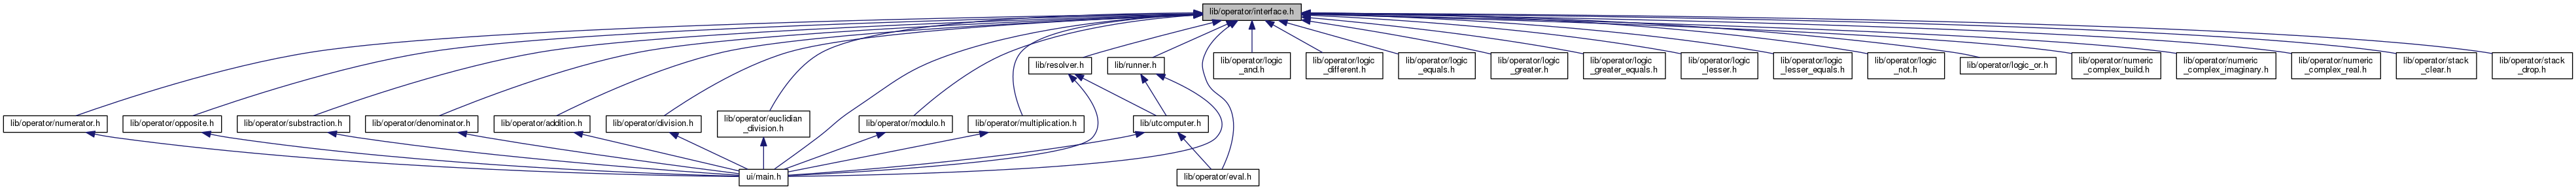 lib/operator/interface.h
lib/resolver.h
lib/runner.h
lib/operator/logic
_and.h
lib/operator/logic
_different.h
lib/operator/logic
_equals.h
lib/operator/logic
_greater.h
lib/operator/logic
_greater_equals.h
lib/operator/logic
_lesser.h
lib/operator/logic
_lesser_equals.h
lib/operator/logic
_not.h
lib/operator/logic_or.h
lib/operator/numeric
_complex_build.h
lib/operator/numeric
_complex_imaginary.h
lib/operator/numeric
_complex_real.h
lib/operator/stack
_clear.h
lib/operator/stack
_drop.h
lib/operator/numerator.h
lib/operator/opposite.h
lib/operator/substraction.h
lib/operator/denominator.h
lib/operator/addition.h
lib/operator/division.h
lib/operator/euclidian
_division.h
lib/operator/modulo.h
lib/operator/multiplication.h
lib/utcomputer.h
ui/main.h
lib/operator/eval.h